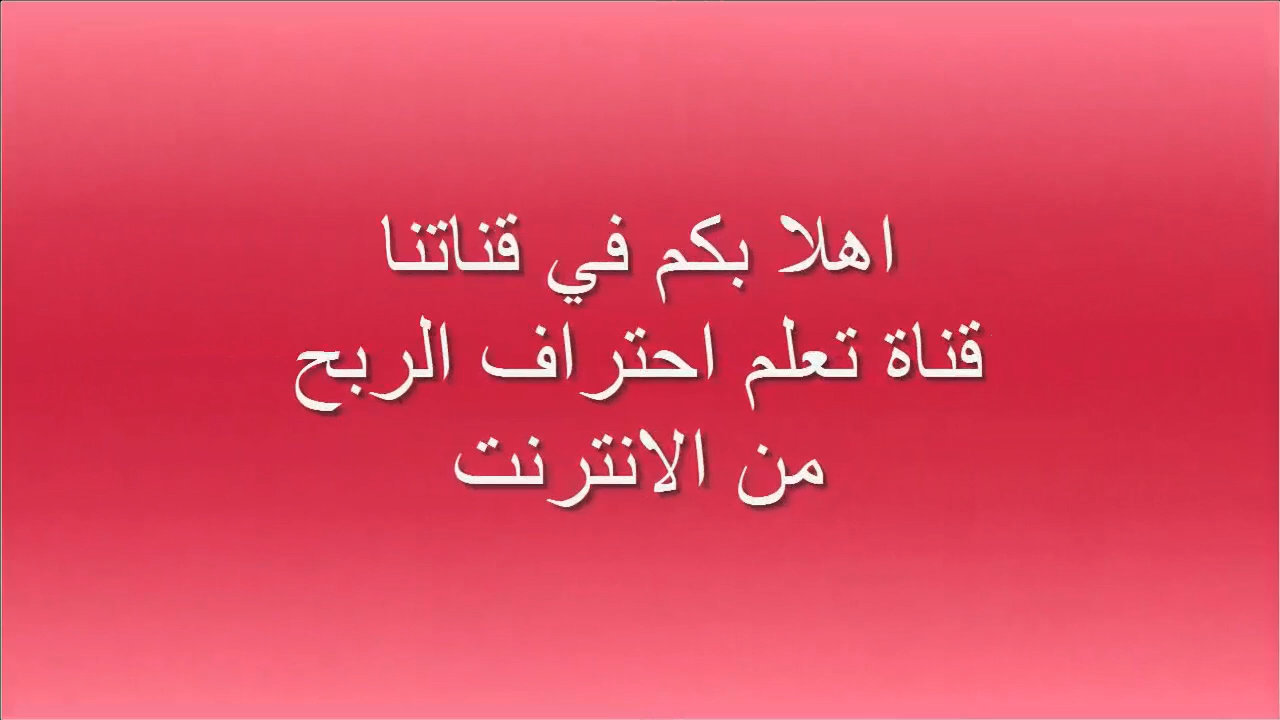 اهلا بكم في قناتنا
قناة تعلم احتراف الربح
من الانترنت